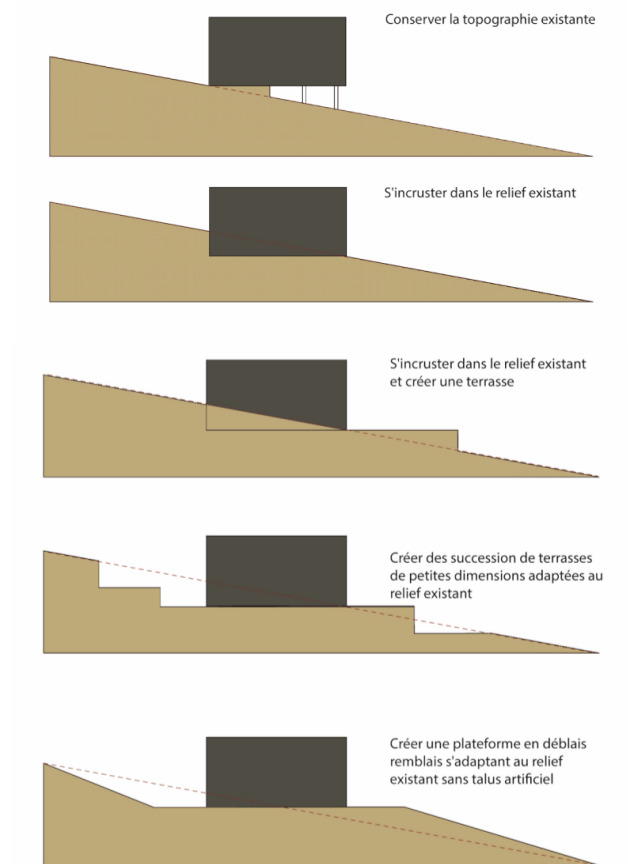 Conserver la topographie existante
S'incruster dans le relief existant
S'incruster dans le relief existant
et créer une terrasse
Créer des succession de terrasses
de petites dimensions adaptées au
relief existant
Créer une plateforme en déblais
remblais s'adaptant au relief
existant sans talus artificiel